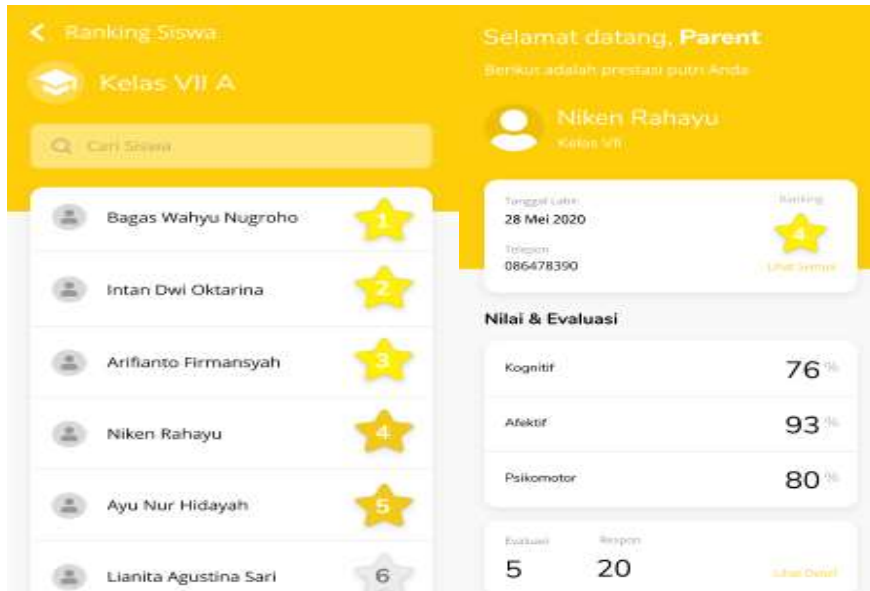 Ranking Siswa
Kelas VII A
Cari Siswa
Bagas Wahyu Nugroho
1
Intan Dwi Oktarina
2
Arifianto Firmansyah
3
Niken Rahayu
4
Ayu Nur Hidayah
5
Lianita Agustina Sari
6
Selamat datang, Parent
Berikut adalah prestasi putri Anda
Niken Rahayu
Kelas VII
Tanggal Lahir
Ranking
28 Mei 2020
4
Telepon
086478390
Lihat Semua
Nilai & Evaluasi
Kognitif
76 %
Afektif
93 %
Psikomotor
80 %
Evaluasi
Respon
5
20
Lihat Detail